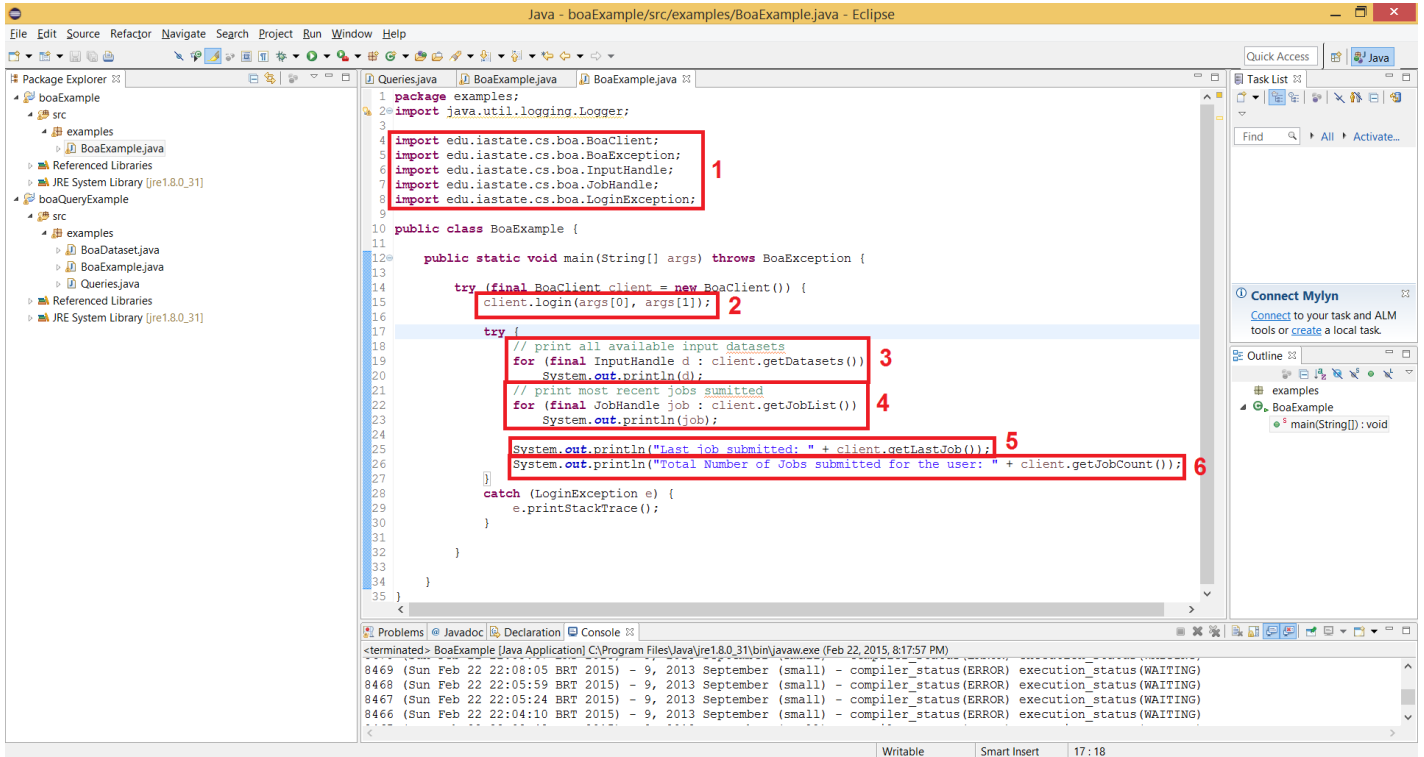 Java - boaExample/src/examples/BoaExample.java - Eclipse
File Edit Source Refactor Navigate Search Project Run Window Help
Quick Access Java
Package Explorer
boaExample
src
examples
BoaExample.java
Referenced Libraries
JRE System Library [jre1.8.0_31]
boaQueryExample
src
examples
BoaDataset.java
BoaExample.java
Queries.java
Referenced Libraries
JRE System Library [jre1.8.0_31]
Queries.java BoaExample.java BoaExample.java
1 package examples;
2 import java.util.logging.Logger;
3
4 import edu.iastate.cs.boa.BoaClient;
5 import edu.iastate.cs.boa.BoaException;
6 import edu.iastate.cs.boa.InputHandle;
7 import edu.iastate.cs.boa.JobHandle;
8 import edu.iastate.cs.boa.LoginException;
1
9
10 public class BoaExample {
11
12 public static void main(String[] args) throws BoaException {
13
14 try (final BoaClient client = new BoaClient()) {
15 client.login(args[0], args[1]);
2
16
17 try {
18 // print all available input datasets
19 for (final InputHandle d : client.getDatasets())
3
20 System.out.println(d);
21 // print most recent jobs sumitted
22 for (final JobHandle job : client.getJobList())
4
23 System.out.println(job);
24
25 System.out.println("Last job submitted: " + client.getLastJob());
5
26 System.out.println("Total Number of Jobs submitted for the user: " + client.getJobCount());
6
27 }
28 catch (LoginException e) {
29 e.printStackTrace();
30 }
31
32 }
33
34 }
35 }
Task List
Find All Activate...
Connect Mylyn
Connect to your task and ALM
tools or create a local task.
Outline
examples
BoaExample
main(String[]) : void
Problems Javadoc Declaration Console
<terminated> BoaExample [Java Application] C:\Program Files\Java\jre1.8.0_31\bin\javaw.exe (Feb 22, 2015, 8:17:57 PM)
8469 (Sun Feb 22 22:08:05 BRT 2015) - 9, 2013 September (small) - compiler_status(ERROR) execution_status(WAITING)
8468 (Sun Feb 22 22:05:59 BRT 2015) - 9, 2013 September (small) - compiler_status(ERROR) execution_status(WAITING)
8467 (Sun Feb 22 22:05:24 BRT 2015) - 9, 2013 September (small) - compiler_status(ERROR) execution_status(WAITING)
8466 (Sun Feb 22 22:04:10 BRT 2015) - 9, 2013 September (small) - compiler_status(ERROR) execution_status(WAITING)
Writable Smart Insert 17 : 18